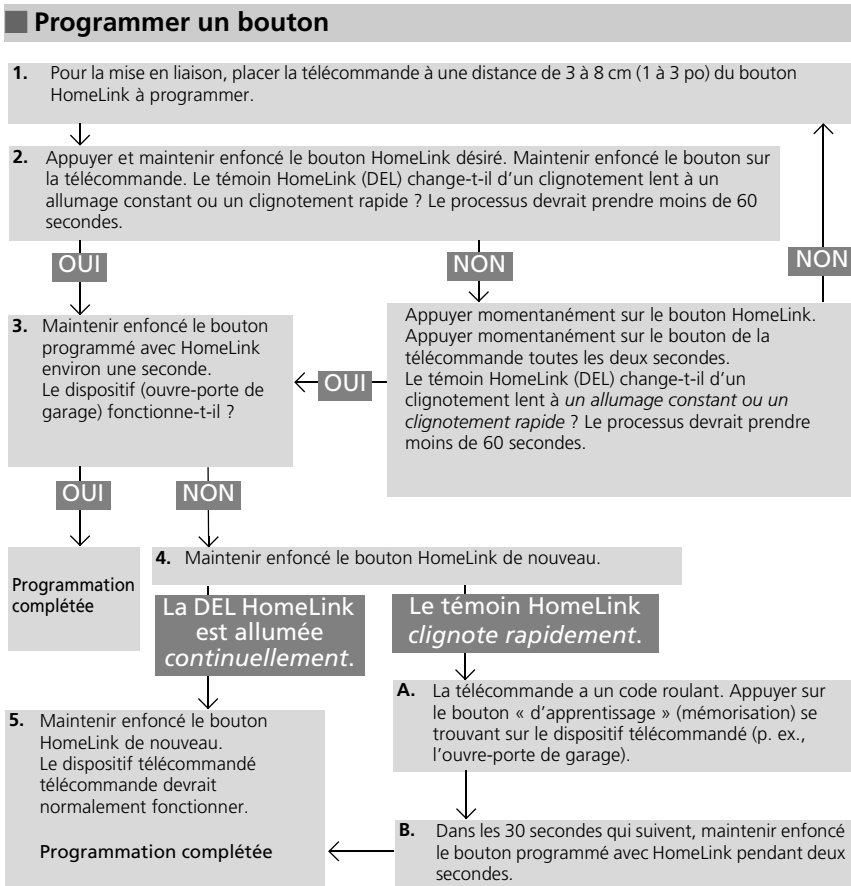 Programmer un bouton
1. Pour la mise en liaison, placer la télécommande à une distance de 3 à 8 cm (1 à 3 po) du bouton
HomeLink à programmer.
2. Appuyer et maintenir enfoncé le bouton HomeLink désiré. Maintenir enfoncé le bouton sur
la télécommande. Le témoin HomeLink (DEL) change-t-il d'un clignotement lent à un
allumage constant ou un clignotement rapide ? Le processus devrait prendre moins de 60
secondes.
OUI
NON
NON
3. Maintenir enfoncé le bouton
programmé avec HomeLink
environ une seconde.
Le dispositif (ouvre-porte de
garage) fonctionne-t-il ?
OUI
Appuyer momentanément sur le bouton HomeLink.
Appuyer momentanément sur le bouton de la
télécommande toutes les deux secondes.
Le témoin HomeLink (DEL) change-t-il d'un
clignotement lent à un allumage constant ou un
clignotement rapide ? Le processus devrait prendre
moins de 60 secondes.
OUI
NON
Programmation
complétée
4. Maintenir enfoncé le bouton HomeLink de nouveau.
La DEL HomeLink
est allumée
continuellement.
Le témoin HomeLink
clignote rapidement.
A. La télécommande a un code roulant. Appuyer sur
le bouton « d'apprentissage » (mémorisation) se
trouvant sur le dispositif télécommandé (p. ex.,
l'ouvre-porte de garage).
5. Maintenir enfoncé le bouton
HomeLink de nouveau.
Le dispositif télécommandé
télécommande devrait
normalement fonctionner.
Programmation complétée
B. Dans les 30 secondes qui suivent, maintenir enfoncé
le bouton programmé avec HomeLink pendant deux
secondes.